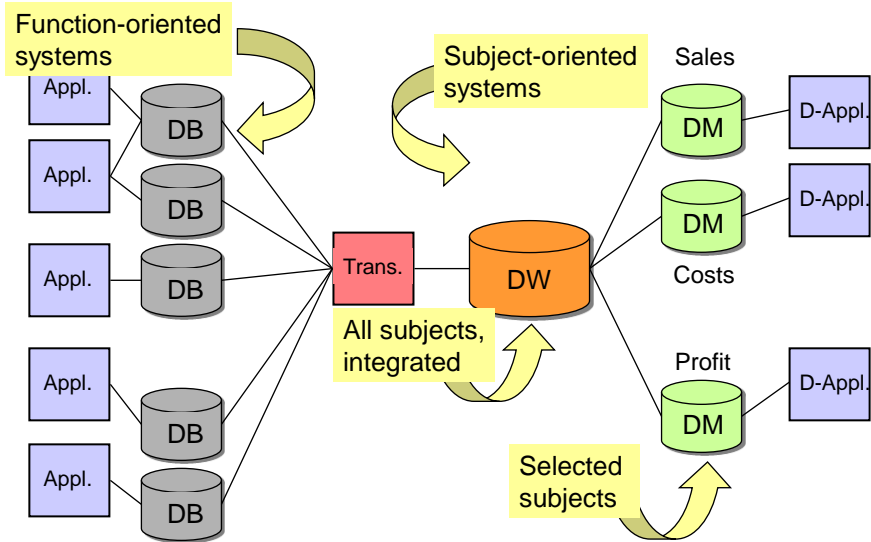 Function-oriented
systems
Subject-oriented
systems
Sales
Appl.
DB
DM
D-Appl.
Appl.
DB
DM
D-Appl.
Costs
Appl.
DB
Trans.
DW
All subjects,
integrated
Profit
Appl.
DB
DM
D-Appl.
Selected
subjects
Appl.
DB